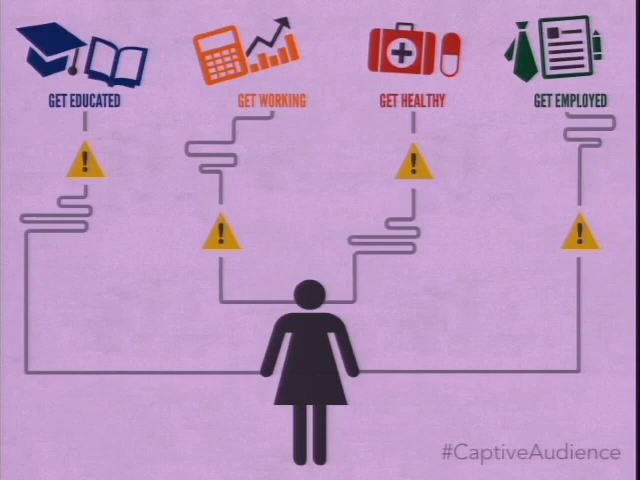 GET EDUCATED
GET WORKING
GET HEALTHY
GET EMPLOYED
!
!
!
!
#CaptiveAudience